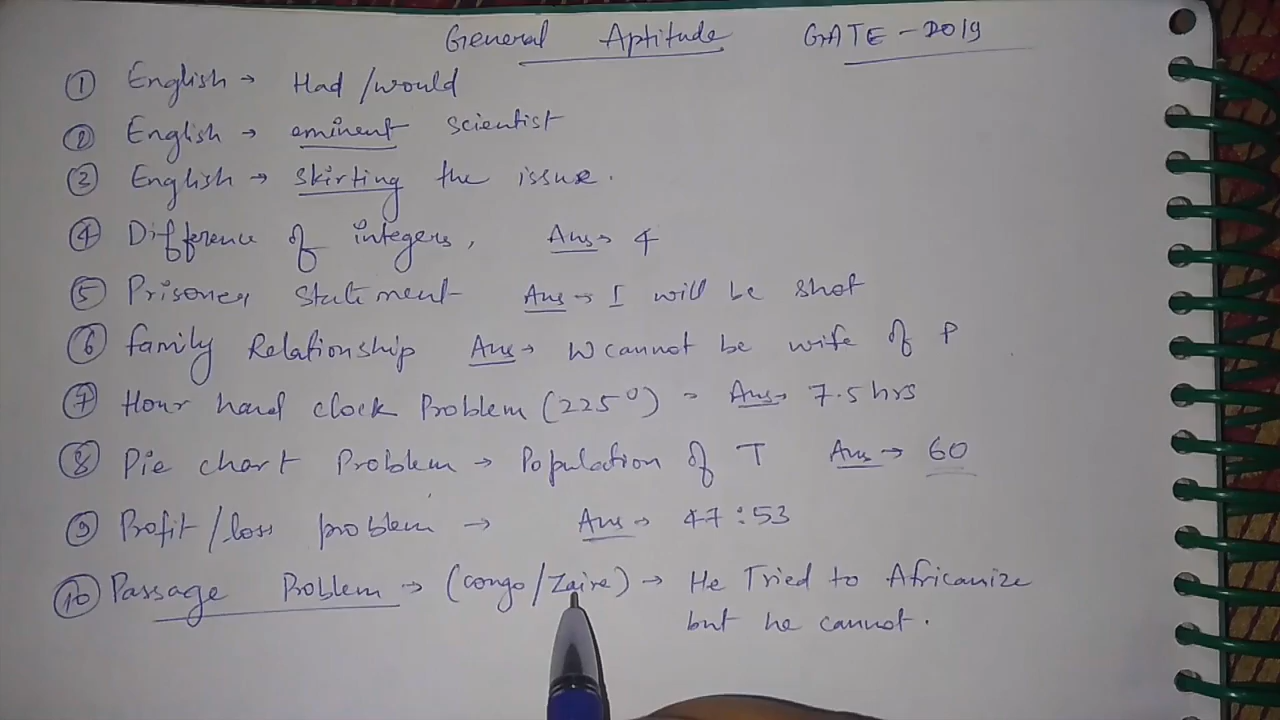 General Aptitude GATE - 2019
① English → Had / would
② English → eminent scientist
③ English → skirting the issue.
④ Difference of integers, Ans → 4
⑤ Prisoner statement Ans → I will be shot
⑥ family Relationship Ans → W cannot be wife of P
⑦ Hour hand clock Problem (225°) - Ans → 7.5 hrs
⑧ Pie chart Problem → Population of T Ans → 60
⑨ Profit / loss problem → Ans → 47 : 53
⑩ Passage Problem → (Congo / Zaire) → He Tried to Africanize
but he cannot.